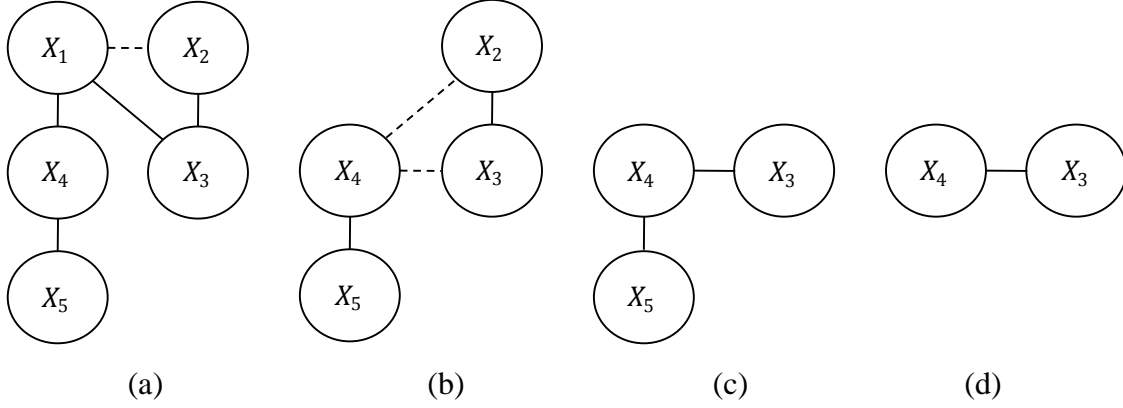 X₁ X₂
X₄ X₃
X₅
(a)
X₂
X₄ X₃
X₅
(b)
X₄ X₃
X₅
(c)
X₄ X₃
(d)